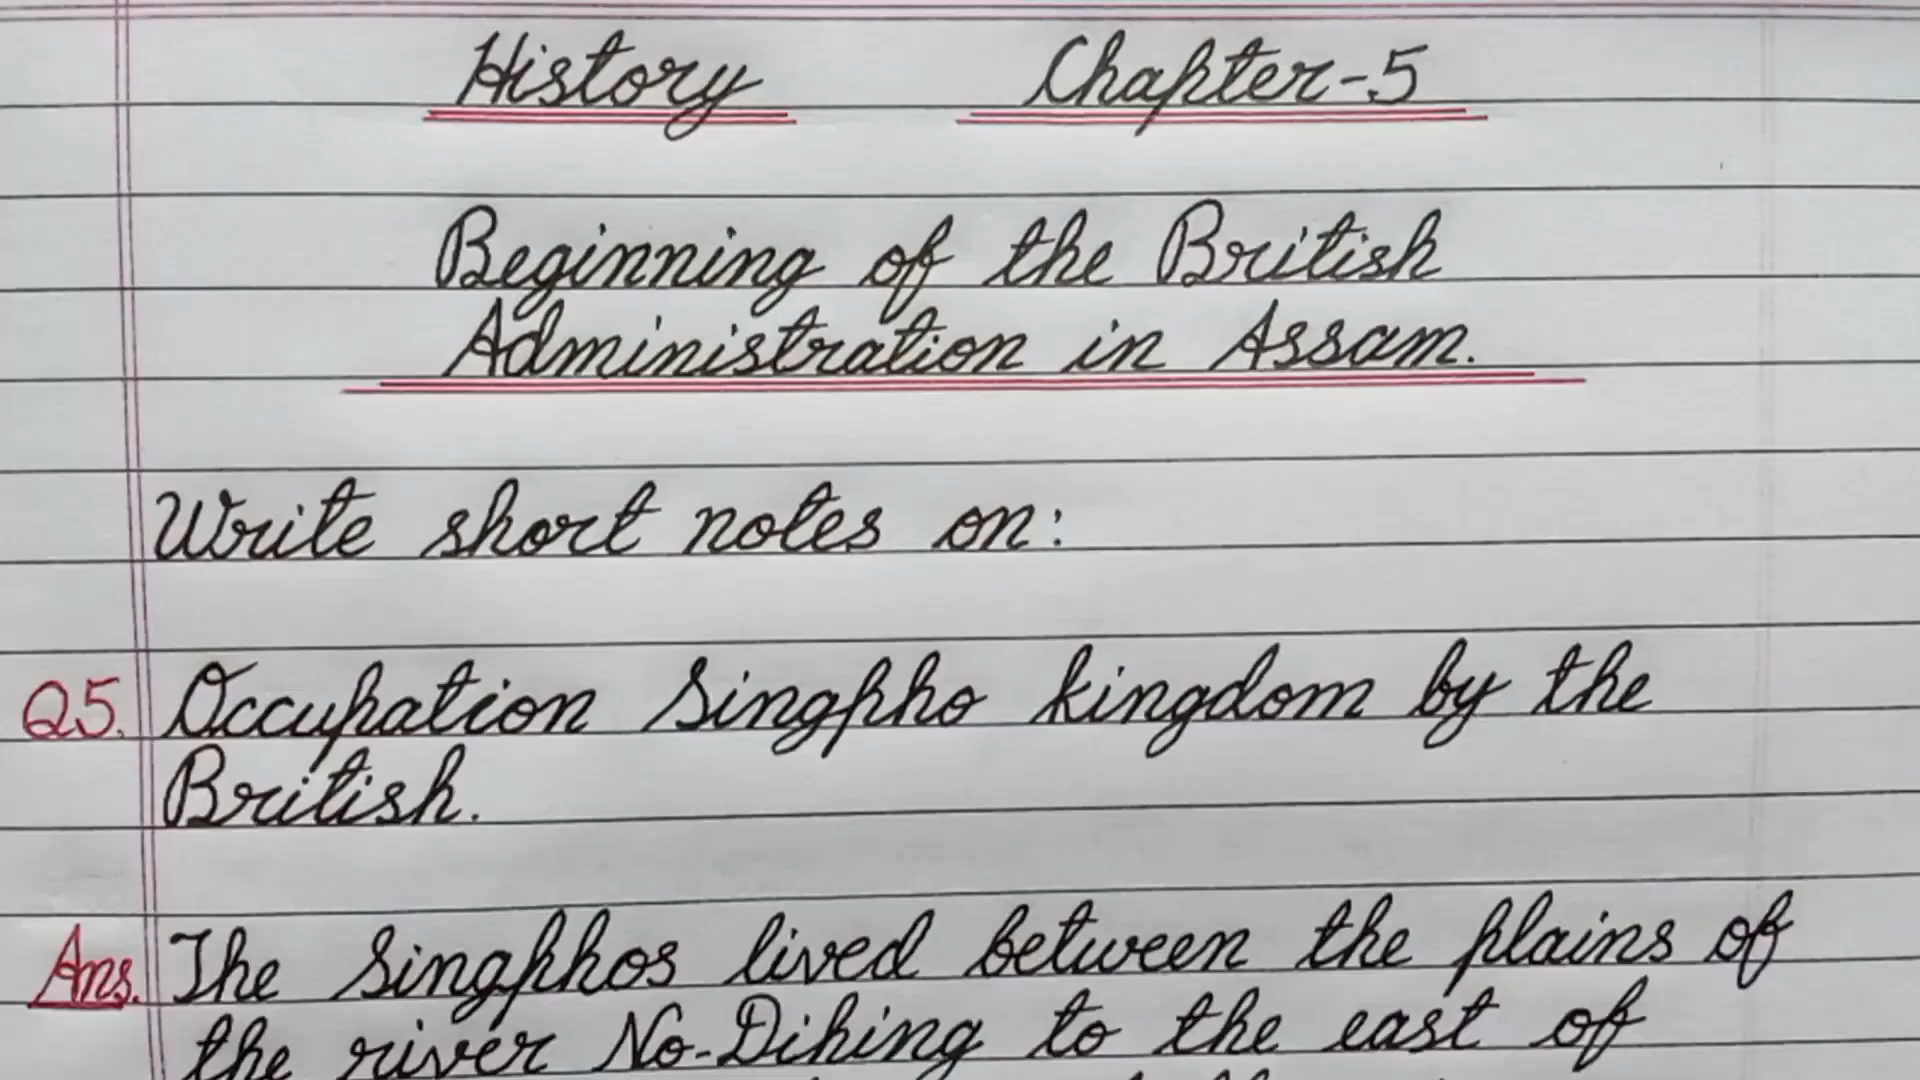 History Chapter-5
Beginning of the British
Administration in Assam.
Write short notes on:
Q5. Occupation Singpho kingdom by the
British.
Ans. The Singphos lived between the plains of
the river No-Dihing to the east of